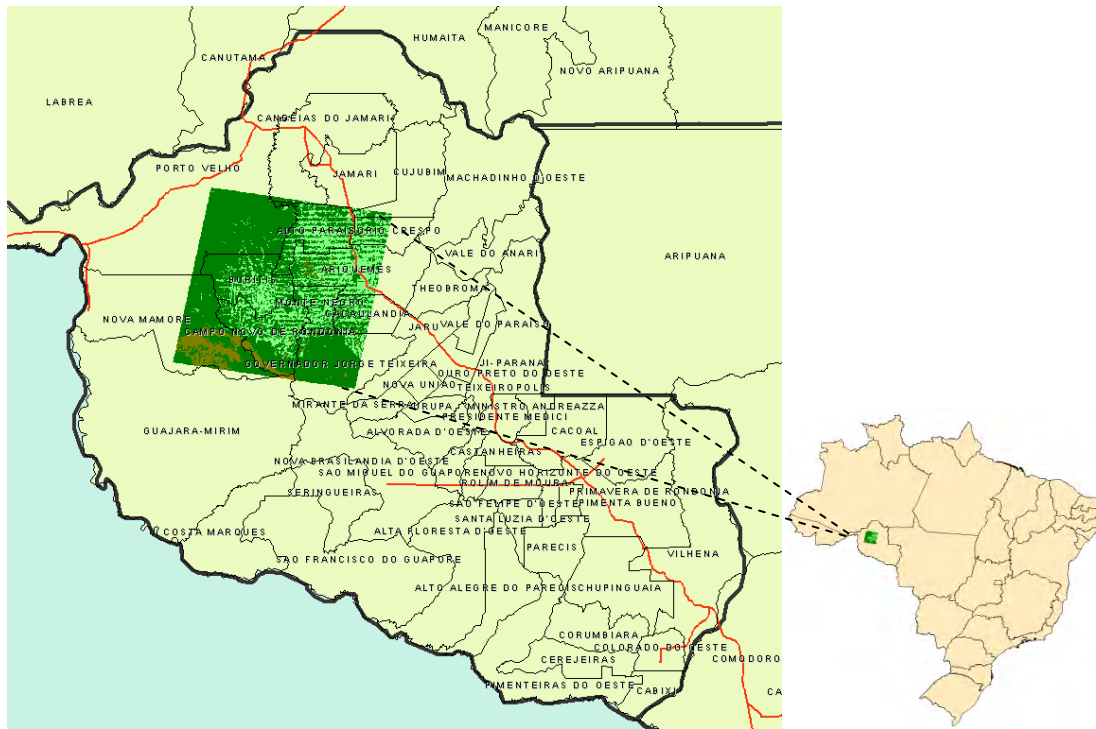 MANICORE
HUMAITA
CANUTAMA
NOVO ARIPUANA
LABREA
CANDEIAS DO JAMARI
PORTO VELHO
JAMARI
CUJUBIM
MACHADINHO D'OESTE
ALTO PARAISO
RIO CRESPO
VALE DO ANARI
ARIPUANA
ARIQUEMES
BURITIS
THEOBROMA
MONTE NEGRO
CACAULANDIA
NOVA MAMORE
JARU
VALE DO PARAISO
CAMPO NOVO DE RONDONIA
GOVERNADOR JORGE TEIXEIRA
JI-PARANA
OURO PRETO DO OESTE
NOVA UNIAO
TEIXEIROPOLIS
MIRANTE DA SERRA
URUPA
MINISTRO ANDREAZZA
PRESIDENTE MEDICI
GUAJARA-MIRIM
ALVORADA D'OESTE
CACOAL
ESPIGAO D'OESTE
CASTANHEIRAS
NOVA BRASILANDIA D'OESTE
SAO MIGUEL DO GUAPORE
NOVO HORIZONTE DO OESTE
ROLIM DE MOURA
SERINGUEIRAS
PRIMAVERA DE RONDONIA
SAO FEMPE D'OESTE
PIMENTA BUENO
SANTA LUZIA D'OESTE
COSTA MARQUES
ALTA FLORESTA D'OESTE
PARECIS
VILHENA
SAO FRANCISCO DO GUAPORE
ALTO ALEGRE DO PARECIS
CHUPINGUAIA
CORUMBIARA
COLORADO DO OESTE
CEREJEIRAS
COMODORO
PIMENTEIRAS DO OESTE
CABIXI
CA